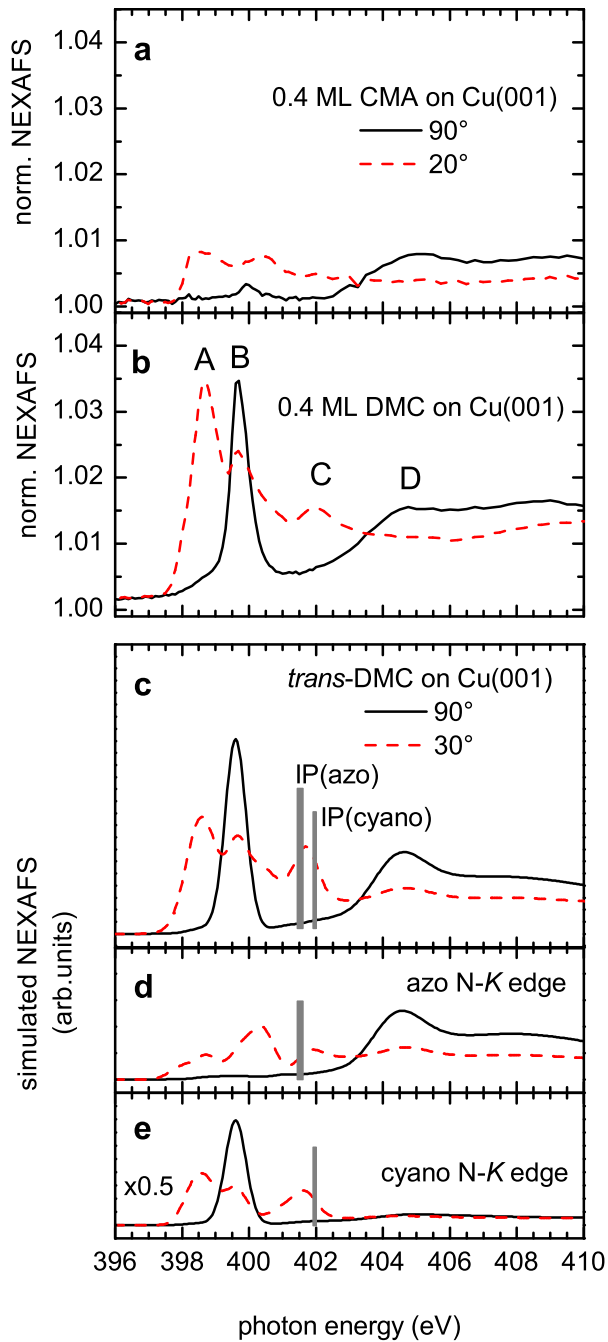 a
0.4 ML CMA on Cu(001)
90°
20°
norm. NEXAFS
1.04
1.03
1.02
1.01
1.00
b
A
B
C
D
0.4 ML DMC on Cu(001)
norm. NEXAFS
1.04
1.03
1.02
1.01
1.00
c
trans-DMC on Cu(001)
90°
30°
IP(azo)
IP(cyano)
simulated NEXAFS
(arb.units)
d
azo N-K edge
e
x0.5
cyano N-K edge
396 398 400 402 404 406 408 410
photon energy (eV)